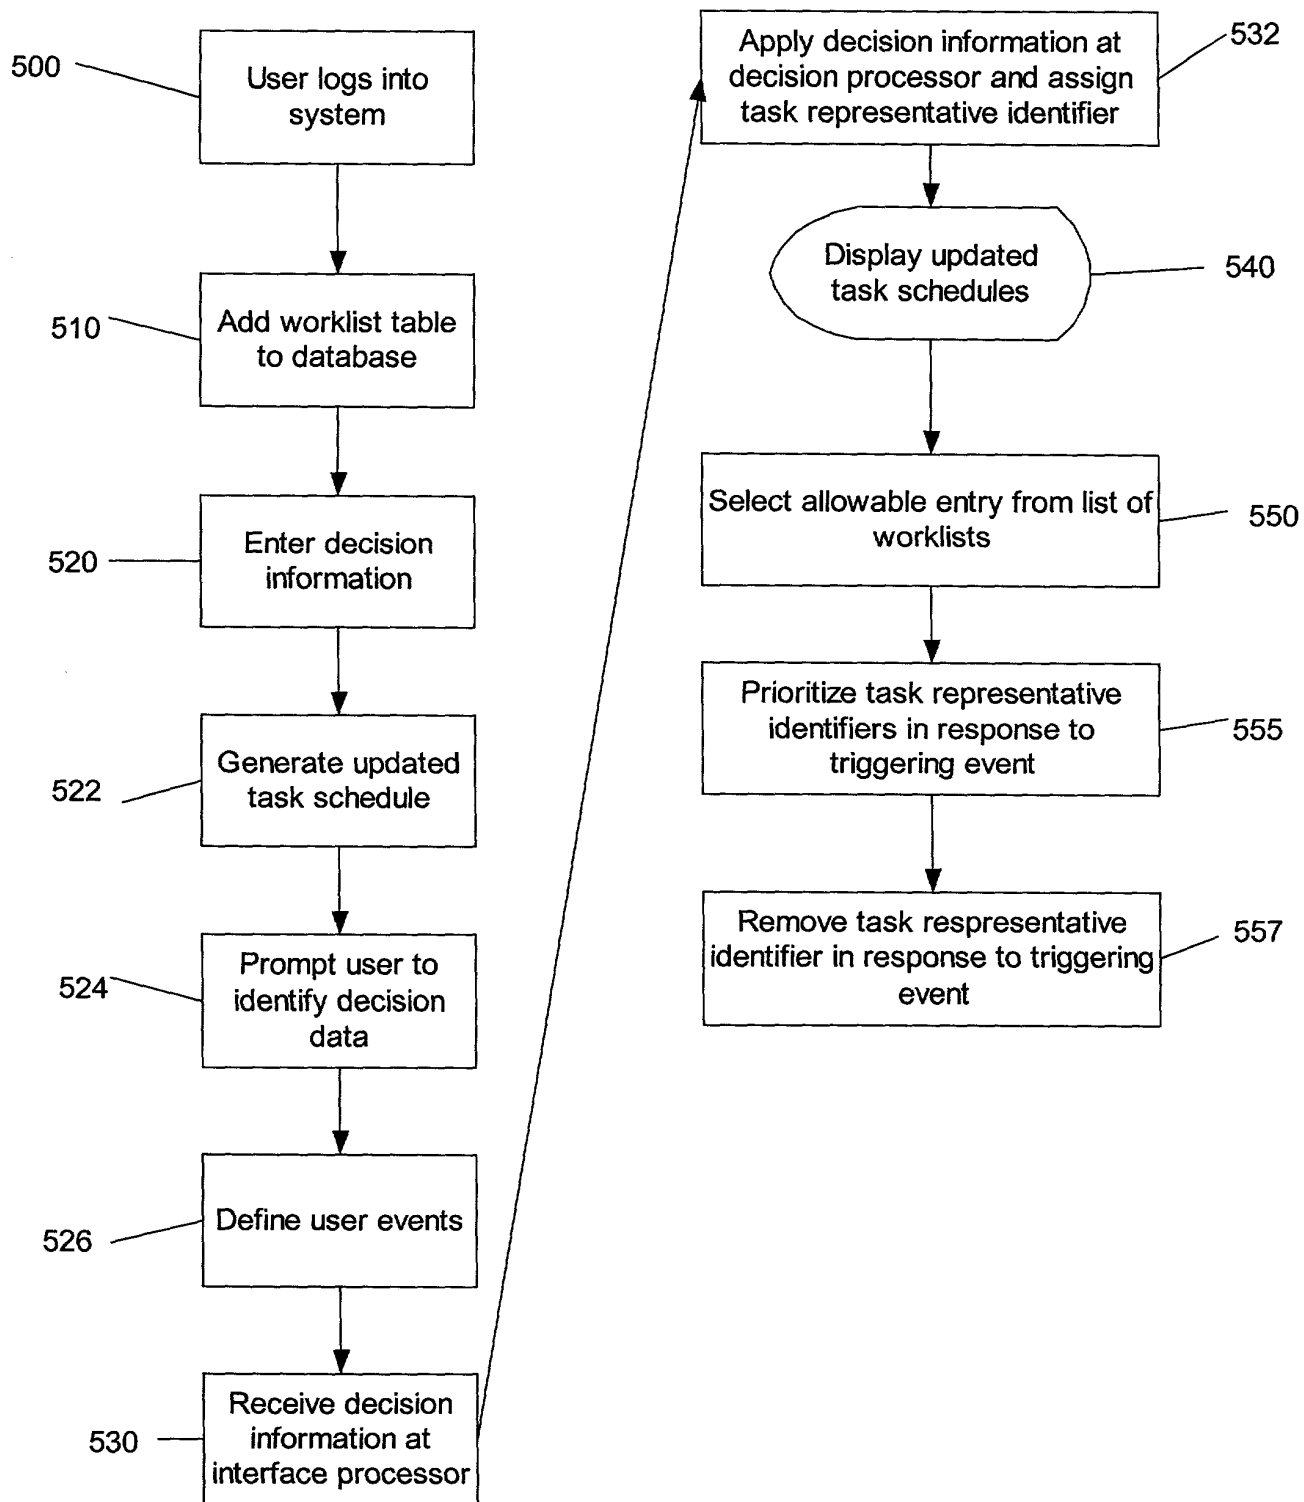 500
User logs into
system
510
Add worklist table
to database
520
Enter decision
information
522
Generate updated
task schedule
524
Prompt user to
identify decision
data
526
Define user events
530
Receive decision
information at
interface processor
Apply decision information at
decision processor and assign
task representative identifier
532
Display updated
task schedules
540
Select allowable entry from list of
worklists
550
Prioritize task representative
identifiers in response to
triggering event
555
Remove task respresentative
identifier in response to triggering
event
557